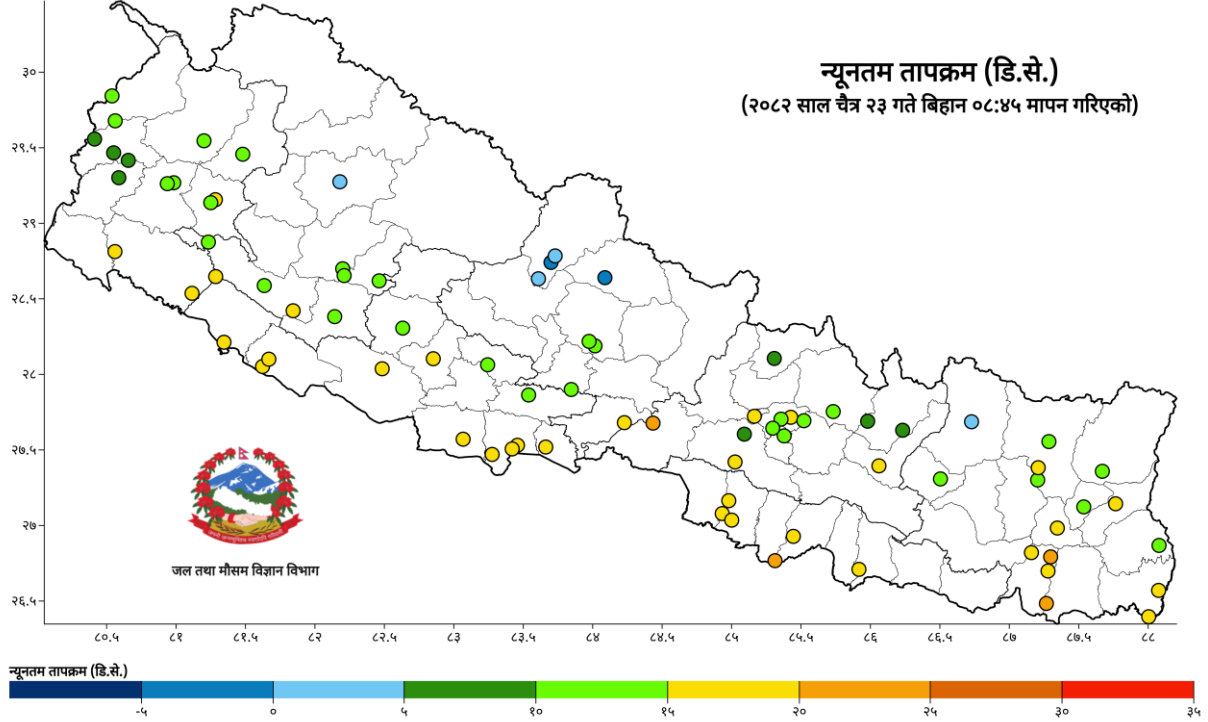 न्यूनतम तापक्रम (डि.से.)
(२०८२ साल चैत्र २३ गते बिहान ०८:४५ मापन गरिएको)
३०
२९.५
२९
२८.५
२८
२७.५
२७
२६.५
जल तथा मौसम विज्ञान विभाग
८०.५ ८१ ८१.५ ८२ ८२.५ ८३ ८३.५ ८४ ८४.५ ८५ ८५.५ ८६ ८६.५ ८७ ८७.५ ८८
न्यूनतम तापक्रम (डि.से.)
-५ ० ५ १० १५ २० २५ ३० ३५